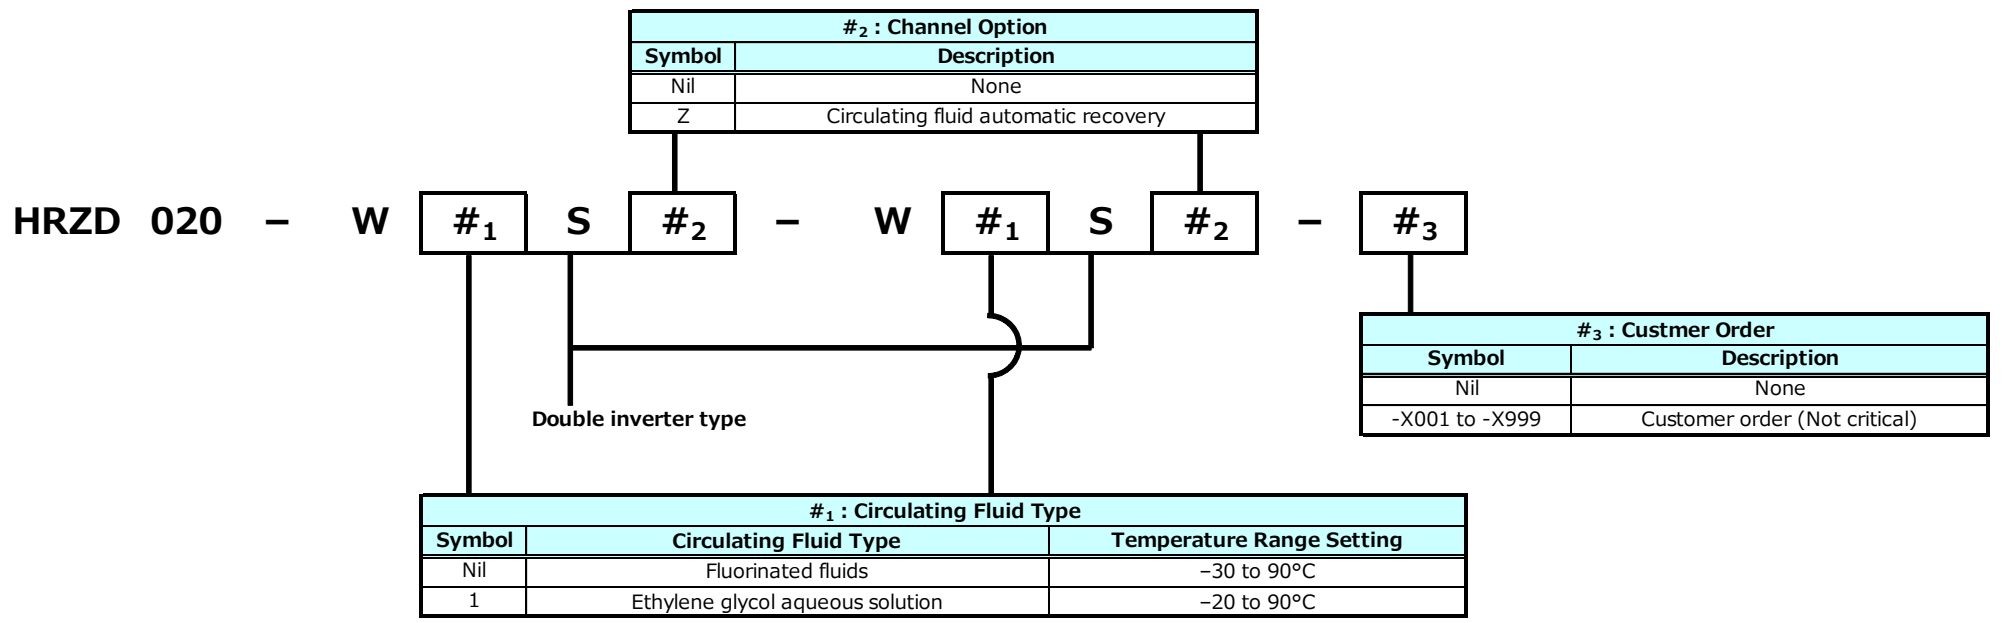 #2 : Channel Option
Symbol Description
Nil None
Z Circulating fluid automatic recovery
HRZD 020 – W #1 S #2 – W #1 S #2 – #3
#3 : Custmer Order
Symbol Description
Nil None
-X001 to -X999 Customer order (Not critical)
Double inverter type
#1 : Circulating Fluid Type
Symbol Circulating Fluid Type Temperature Range Setting
Nil Fluorinated fluids –30 to 90°C
1 Ethylene glycol aqueous solution –20 to 90°C